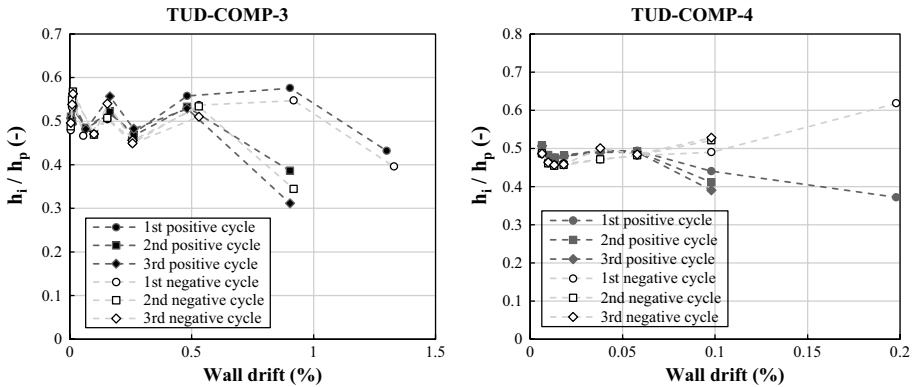 TUD-COMP-3
0.7
0.6
0.5
0.4
0.3
0.2
0.1
0
h_i / h_p (-)
1st positive cycle
2nd positive cycle
3rd positive cycle
1st negative cycle
2nd negative cycle
3rd negative cycle
0 0.5 1 1.5
Wall drift (%)
TUD-COMP-4
0.8
0.7
0.6
0.5
0.4
0.3
0.2
0.1
0
h_i / h_p (-)
1st positive cycle
2nd positive cycle
3rd positive cycle
1st negative cycle
2nd negative cycle
3rd negative cycle
0 0.05 0.1 0.15 0.2
Wall drift (%)